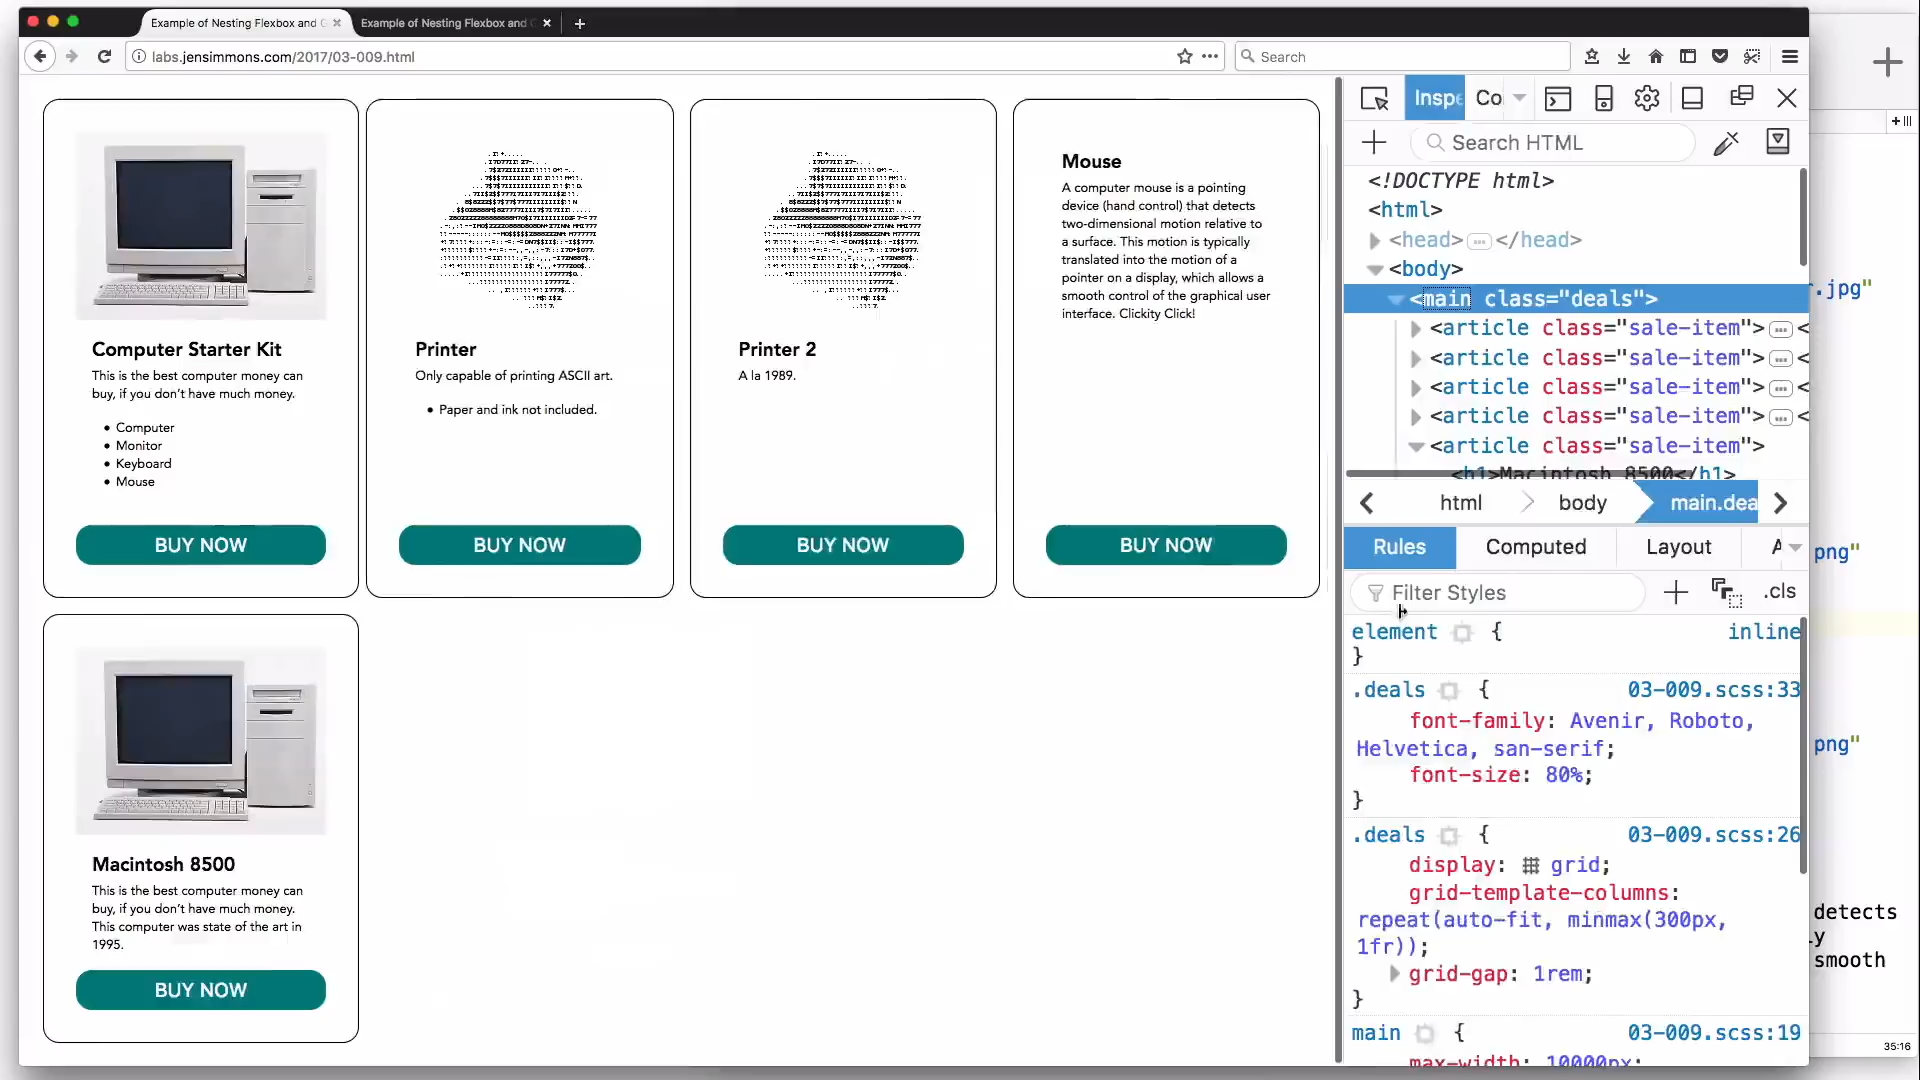 Example of Nesting Flexbox and G
Example of Nesting Flexbox and G
labs.jensimmons.com/2017/03-009.html
Search
Computer Starter Kit
This is the best computer money can
buy, if you don’t have much money.
Computer
Monitor
Keyboard
Mouse
BUY NOW
Printer
Only capable of printing ASCII art.
Paper and ink not included.
BUY NOW
Printer 2
A la 1989.
BUY NOW
Mouse
A computer mouse is a pointing
device (hand control) that detects
two-dimensional motion relative to
a surface. This motion is typically
translated into the motion of a
pointer on a display, which allows a
smooth control of the graphical user
interface. Clickity Click!
BUY NOW
Macintosh 8500
This is the best computer money can
buy, if you don’t have much money.
This computer was state of the art in
1995.
BUY NOW
Inspe
Co
Search HTML
<!DOCTYPE html>
<html>
<head> … </head>
<body>
<main class="deals">
<article class="sale-item"> … <
<article class="sale-item"> … <
<article class="sale-item"> … <
<article class="sale-item"> … <
<article class="sale-item">
<h1>Macintosh 8500</h1>
html
body
main.dea
Rules
Computed
Layout
A
Filter Styles
.cls
element {
inline
}
.deals { 03-009.scss:33
font-family: Avenir, Roboto,
Helvetica, san-serif;
font-size: 80%;
}
.deals { 03-009.scss:26
display: grid;
grid-template-columns:
repeat(auto-fit, minmax(300px,
1fr));
grid-gap: 1rem;
}
main { 03-009.scss:19
max-width: 10000px;
.jpg"
png"
png"
detects
y
smooth
35:16